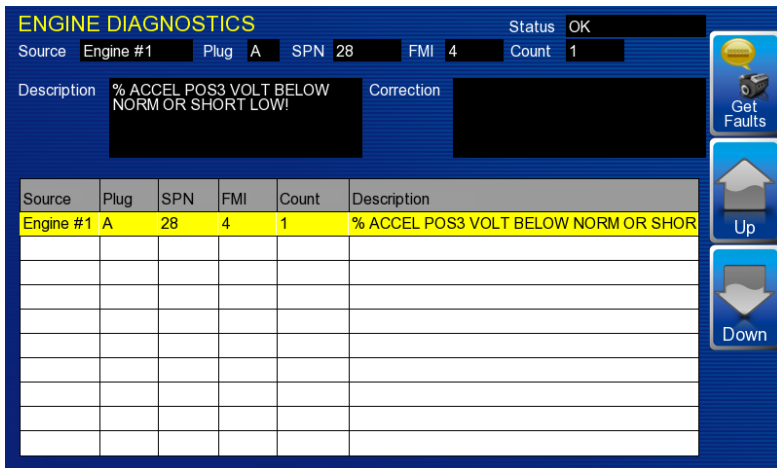 ENGINE DIAGNOSTICS Status OK
Source Engine #1 Plug A SPN 28 FMI 4 Count 1
Description % ACCEL POS3 VOLT BELOW
NORM OR SHORT LOW!
Correction
Get
Faults
Source Plug SPN FMI Count Description
Engine #1 A 28 4 1 % ACCEL POS3 VOLT BELOW NORM OR SHOR
Up
Down